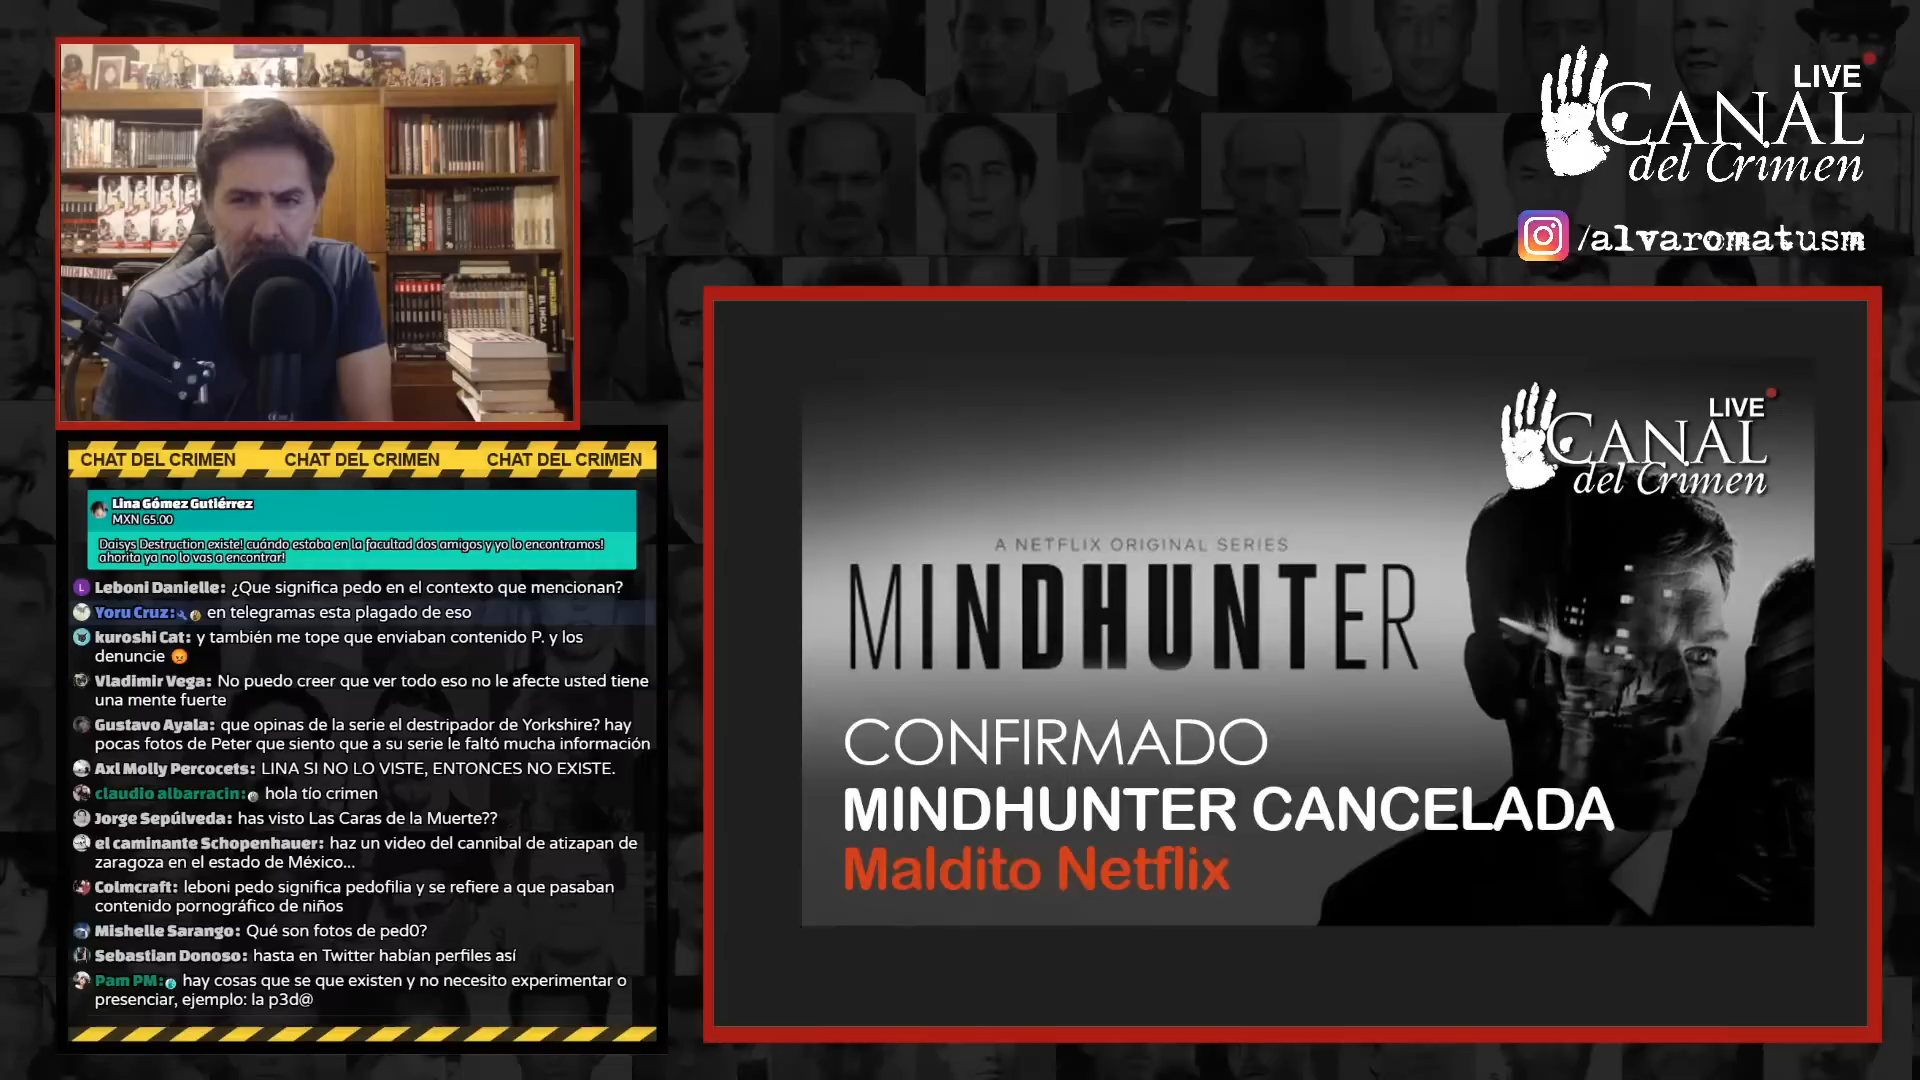 LIVE
CANAL
del Crimen
/alvaromatusm
EL INCAL
CHAT DEL CRIMEN CHAT DEL CRIMEN CHAT DEL CRIMEN
Lina Gómez Gutiérrez
MXN 65.00
Daisys Destruction existe! cuándo estaba en la facultad dos amigos y yo lo encontramos!
ahorita ya no lo vas a encontrar!
L Leboni Danielle: ¿Que significa pedo en el contexto que mencionan?
Yoru Cruz: en telegramas esta plagado de eso
kuroshi Cat: y también me tope que enviaban contenido P. y los
denuncie 😡
Vladimir Vega: No puedo creer que ver todo eso no le afecte usted tiene
una mente fuerte
Gustavo Ayala: que opinas de la serie el destripador de Yorkshire? hay
pocas fotos de Peter que siento que a su serie le faltó mucha información
Axl Molly Percocets: LINA SI NO LO VISTE, ENTONCES NO EXISTE.
claudio albarracin: hola tío crimen
Jorge Sepúlveda: has visto Las Caras de la Muerte??
el caminante Schopenhauer: haz un video del cannibal de atizapan de
zaragoza en el estado de México...
Colmcraft: leboni pedo significa pedofilia y se refiere a que pasaban
contenido pornográfico de niños
Mishelle Sarango: Qué son fotos de ped0?
Sebastian Donoso: hasta en Twitter habían perfiles así
Pam PM: hay cosas que se que existen y no necesito experimentar o
presenciar, ejemplo: la p3d@
LIVE
CANAL
del Crimen
A NETFLIX ORIGINAL SERIES
MINDHUNTER
CONFIRMADO
MINDHUNTER CANCELADA
Maldito Netflix